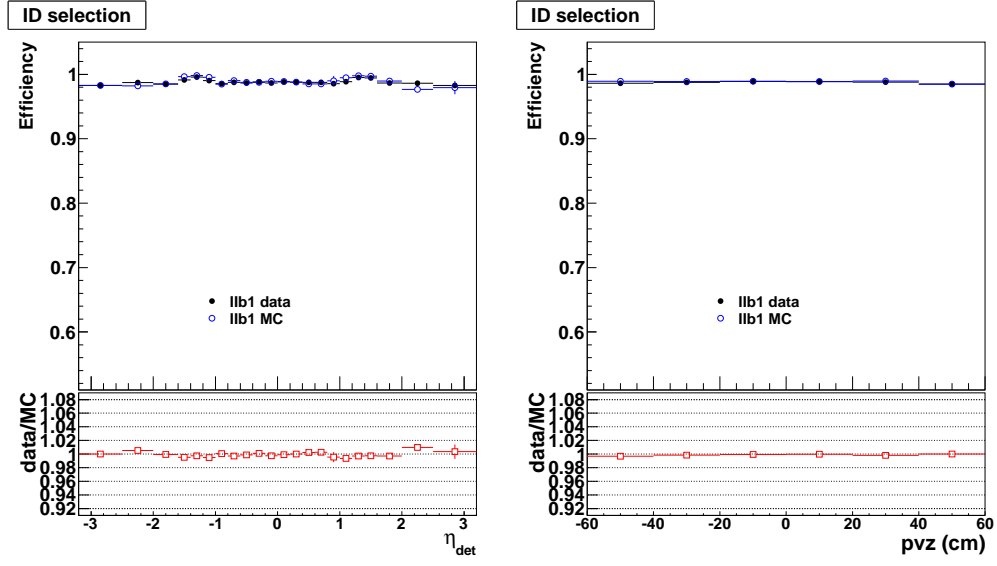 ID selection
Efficiency
1
0.9
0.8
0.7
0.6
IIb1 data
IIb1 MC
data/MC
1.08
1.06
1.04
1.02
1
0.98
0.96
0.94
0.92
-3 -2 -1 0 1 2 3
ηdet
ID selection
Efficiency
1
0.9
0.8
0.7
0.6
IIb1 data
IIb1 MC
data/MC
1.08
1.06
1.04
1.02
1
0.98
0.96
0.94
0.92
-60 -40 -20 0 20 40 60
pvz (cm)